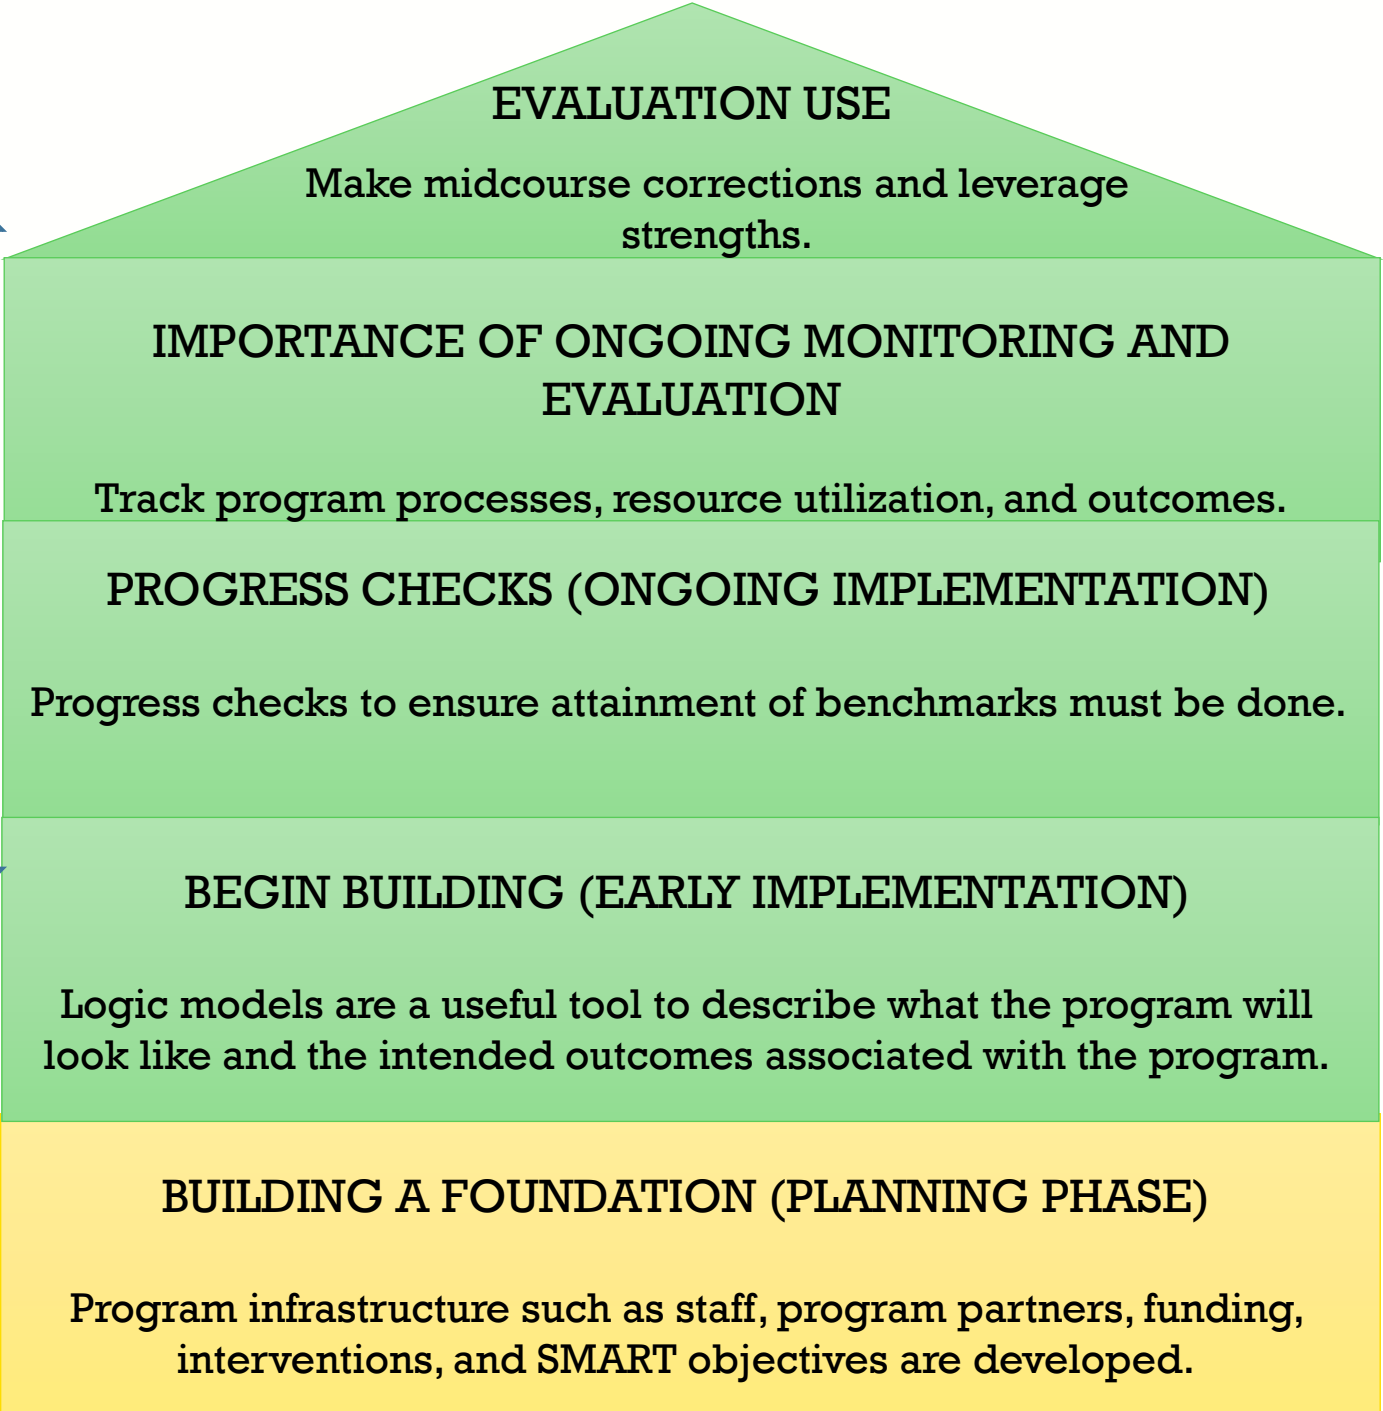 EVALUATION USE
Make midcourse corrections and leverage
strengths.
IMPORTANCE OF ONGOING MONITORING AND
EVALUATION
Track program processes, resource utilization, and outcomes.
PROGRESS CHECKS (ONGOING IMPLEMENTATION)
Progress checks to ensure attainment of benchmarks must be done.
BEGIN BUILDING (EARLY IMPLEMENTATION)
Logic models are a useful tool to describe what the program will
look like and the intended outcomes associated with the program.
BUILDING A FOUNDATION (PLANNING PHASE)
Program infrastructure such as staff, program partners, funding,
interventions, and SMART objectives are developed.